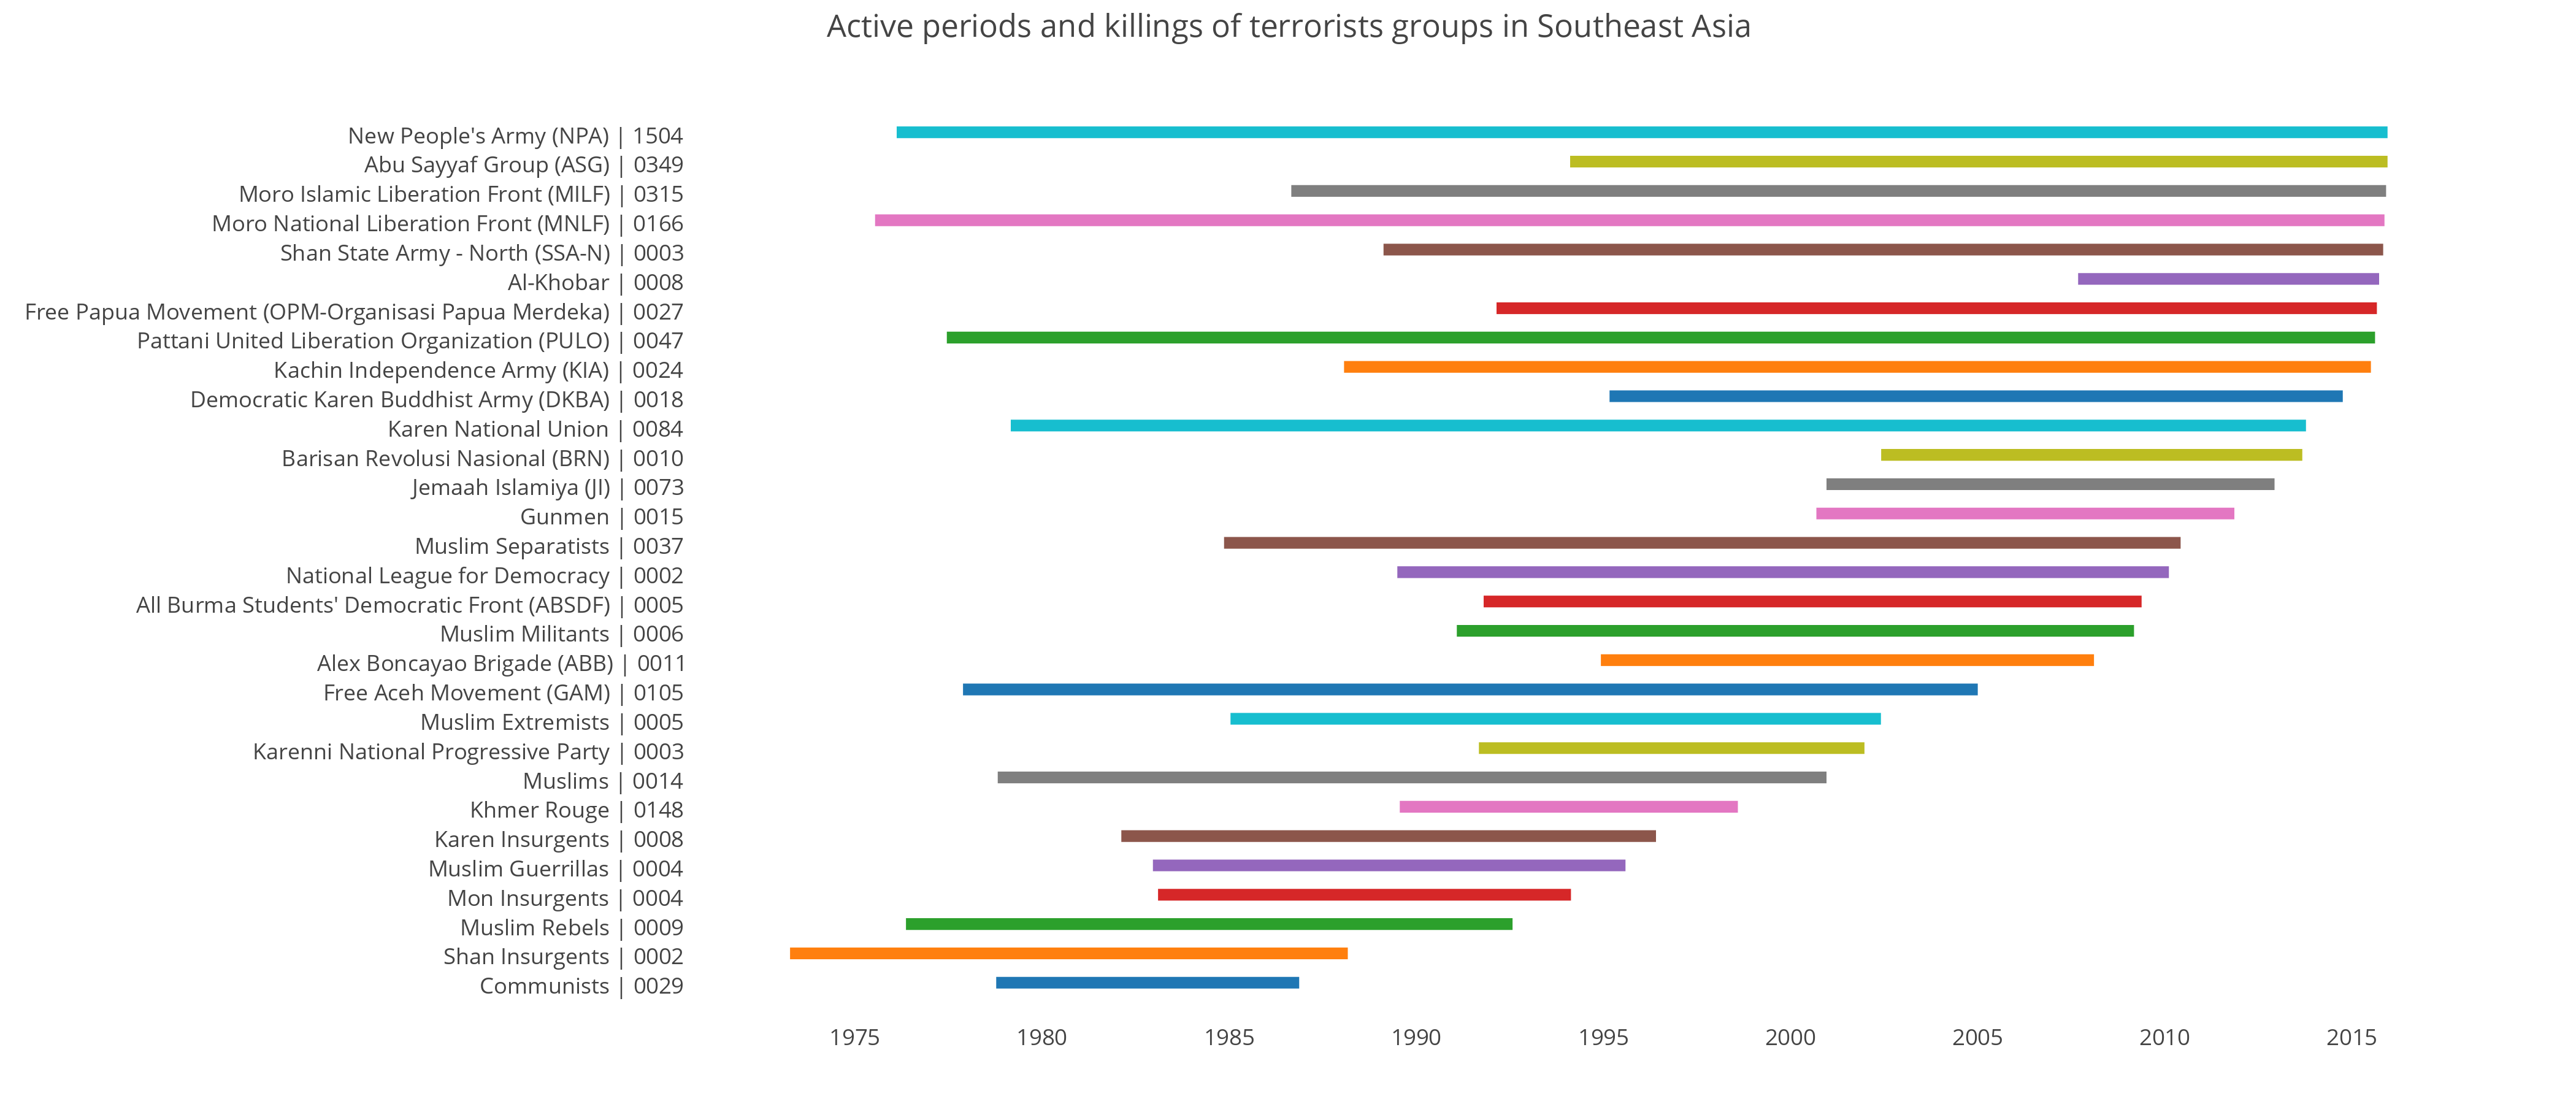 Active periods and killings of terrorists groups in Southeast Asia
New People's Army (NPA) | 1504
Abu Sayyaf Group (ASG) | 0349
Moro Islamic Liberation Front (MILF) | 0315
Moro National Liberation Front (MNLF) | 0166
Shan State Army - North (SSA-N) | 0003
Al-Khobar | 0008
Free Papua Movement (OPM-Organisasi Papua Merdeka) | 0027
Pattani United Liberation Organization (PULO) | 0047
Kachin Independence Army (KIA) | 0024
Democratic Karen Buddhist Army (DKBA) | 0018
Karen National Union | 0084
Barisan Revolusi Nasional (BRN) | 0010
Jemaah Islamiya (JI) | 0073
Gunmen | 0015
Muslim Separatists | 0037
National League for Democracy | 0002
All Burma Students' Democratic Front (ABSDF) | 0005
Muslim Militants | 0006
Alex Boncayao Brigade (ABB) | 0011
Free Aceh Movement (GAM) | 0105
Muslim Extremists | 0005
Karenni National Progressive Party | 0003
Muslims | 0014
Khmer Rouge | 0148
Karen Insurgents | 0008
Muslim Guerrillas | 0004
Mon Insurgents | 0004
Muslim Rebels | 0009
Shan Insurgents | 0002
Communists | 0029
1975 1980 1985 1990 1995 2000 2005 2010 2015